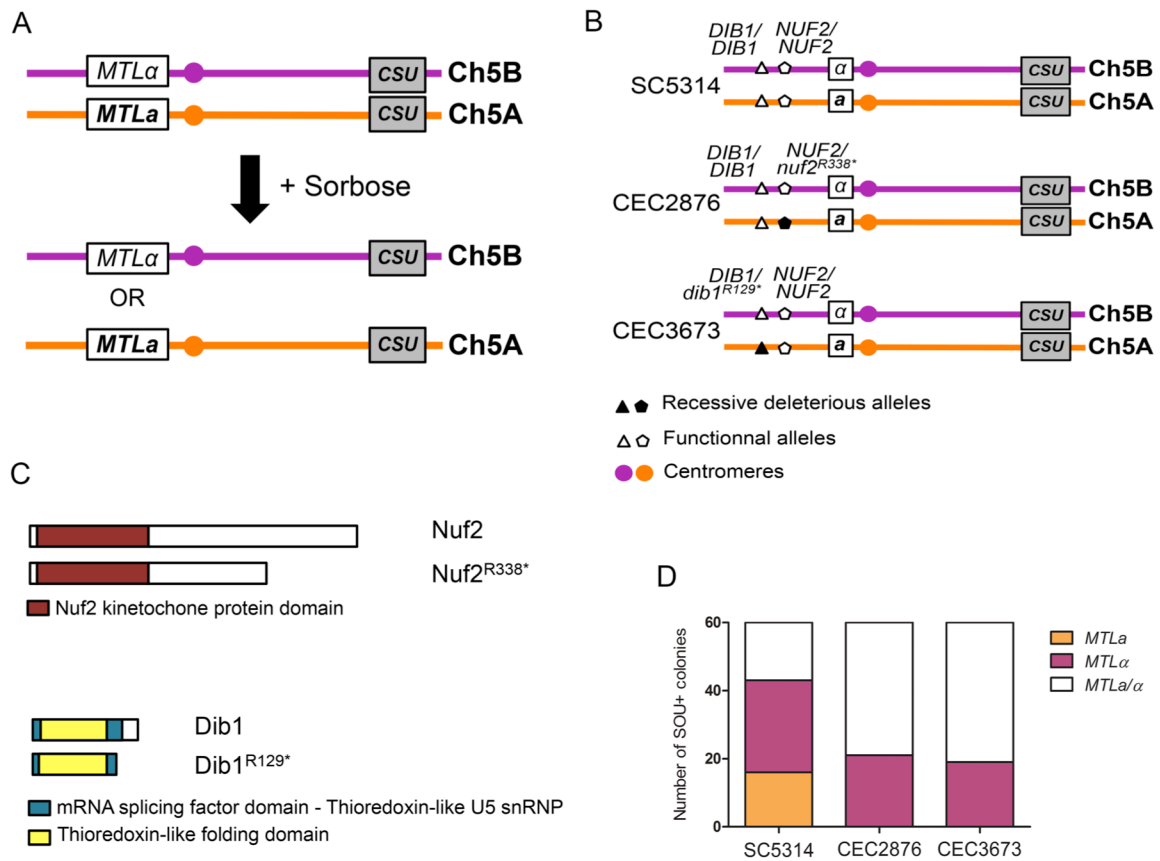 A
MTLα
CSU
Ch5B
MTLa
CSU
Ch5A
+ Sorbose
MTLα
CSU
Ch5B
OR
MTLa
CSU
Ch5A
B
DIB1/ NUF2/
DIB1 NUF2
SC5314
α
CSU
Ch5B
a
CSU
Ch5A
DIB1/ NUF2/
DIB1 nuf2R338*
CEC2876
α
CSU
Ch5B
a
CSU
Ch5A
DIB1/ NUF2/
dib1R129* NUF2
CEC3673
α
CSU
Ch5B
a
CSU
Ch5A
Recessive deleterious alleles
Functionnal alleles
Centromeres
C
Nuf2
Nuf2R338*
Nuf2 kinetochone protein domain
Dib1
Dib1R129*
mRNA splicing factor domain - Thioredoxin-like U5 snRNP
Thioredoxin-like folding domain
D
Number of SOU+ colonies
60
40
20
0
SC5314 CEC2876 CEC3673
MTLa
MTLα
MTLa/α